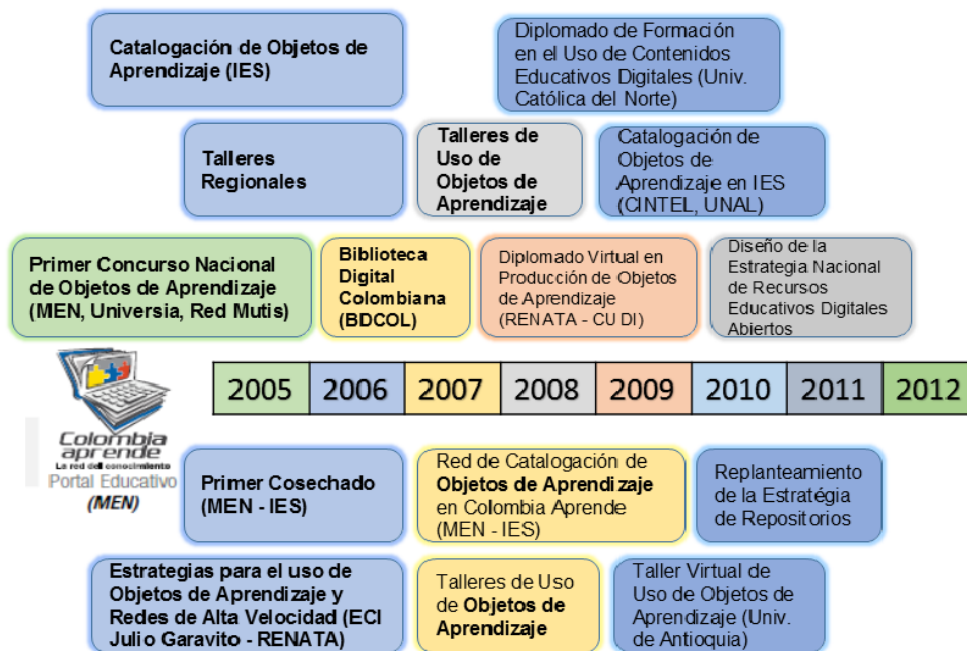 Catalogación de Objetos de
Aprendizaje (IES)
Diplomado de Formación
en el Uso de Contenidos
Educativos Digitales (Univ.
Católica del Norte)
Talleres
Regionales
Talleres de
Uso de
Objetos de
Aprendizaje
Catalogación de
Objetos de
Aprendizaje en IES
(CINTEL, UNAL)
Primer Concurso Nacional
de Objetos de Aprendizaje
(MEN, Universia, Red Mutis)
Biblioteca
Digital
Colombiana
(BDCOL)
Diplomado Virtual en
Producción de Objetos
de Aprendizaje
(RENATA - CU DI)
Diseño de la
Estrategia Nacional
de Recursos
Educativos Digitales
Abiertos
2005 2006 2007 2008 2009 2010 2011 2012
Colombia
aprende
La red del conocimiento
Portal Educativo
(MEN)
Primer Cosechado
(MEN - IES)
Red de Catalogación de
Objetos de Aprendizaje
en Colombia Aprende
(MEN - IES)
Replanteamiento
de la Estratégia
de Repositorios
Estrategias para el uso de
Objetos de Aprendizaje y
Redes de Alta Velocidad (ECI
Julio Garavito - RENATA)
Talleres de Uso
de Objetos de
Aprendizaje
Taller Virtual de
Uso de Objetos de
Aprendizaje (Univ.
de Antioquia)